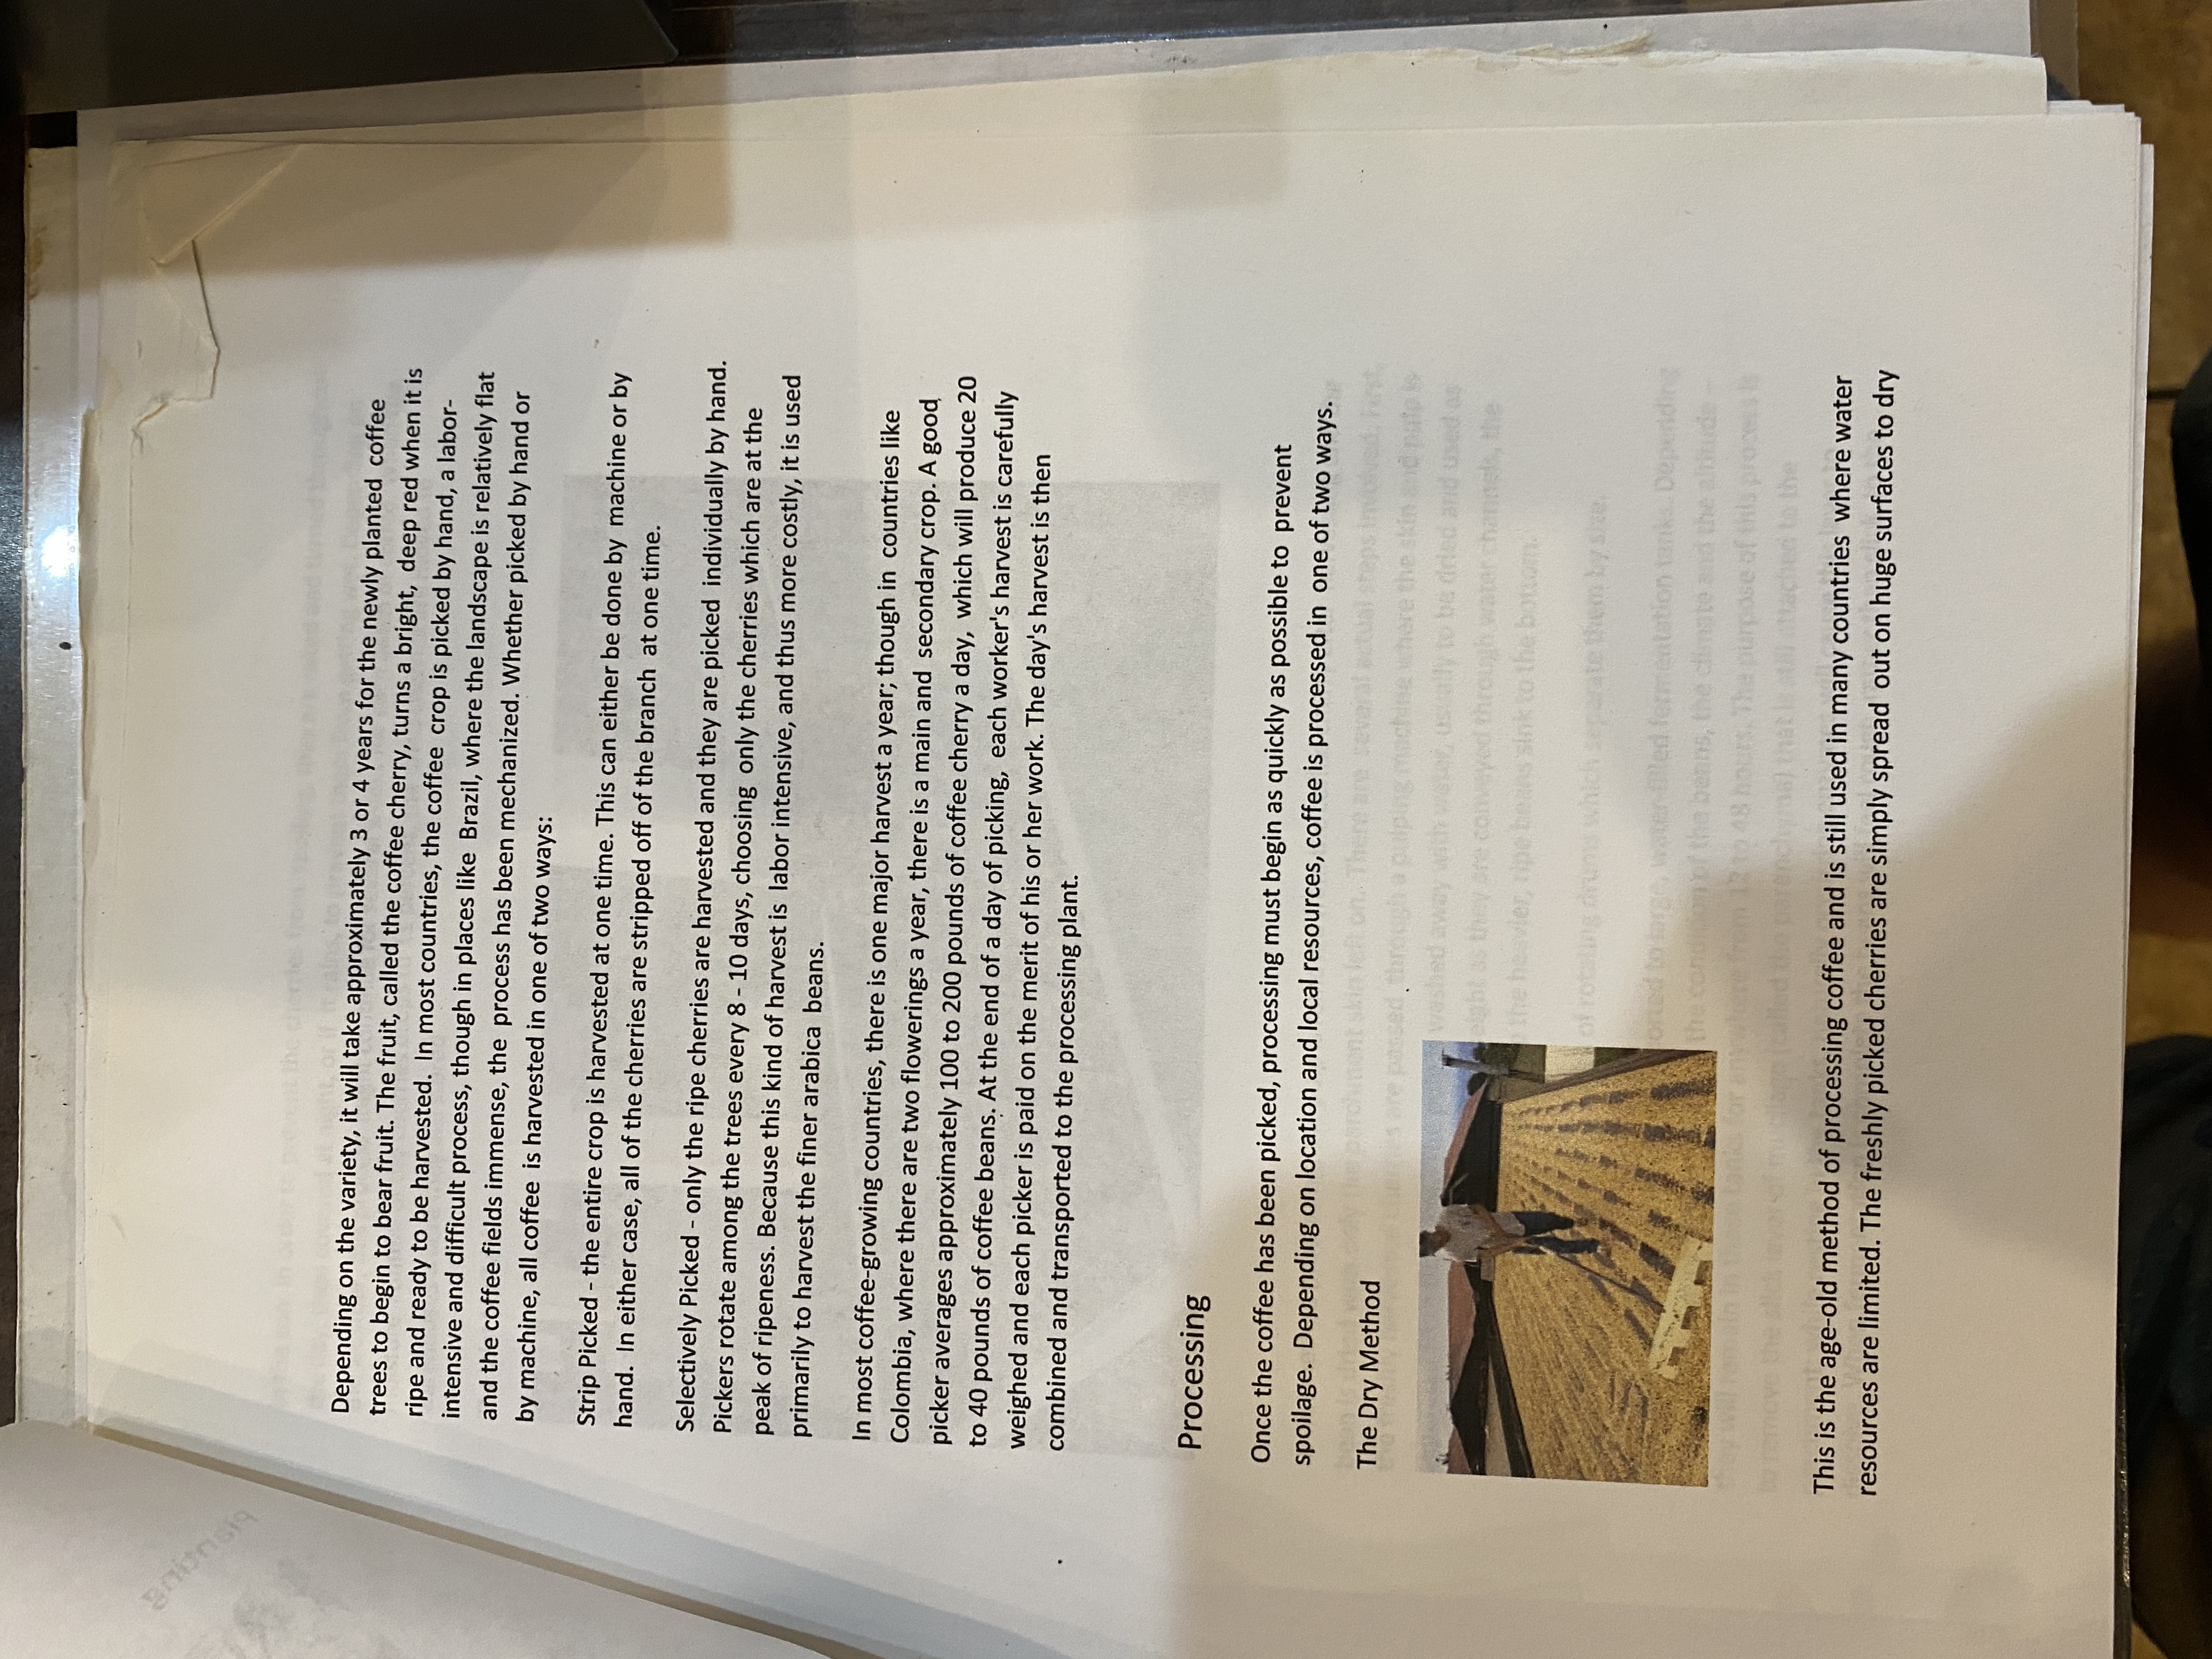 Depending on the variety, it will take approximately 3 or 4 years for the newly planted coffee
trees to begin to bear fruit. The fruit, called the coffee cherry, turns a bright, deep red when it is
ripe and ready to be harvested. In most countries, the coffee crop is picked by hand, a labor-
intensive and difficult process, though in places like Brazil, where the landscape is relatively flat
and the coffee fields immense, the process has been mechanized. Whether picked by hand or
by machine, all coffee is harvested in one of two ways:
Strip Picked - the entire crop is harvested at one time. This can either be done by machine or by
hand. In either case, all of the cherries are stripped off of the branch at one time.
Selectively Picked - only the ripe cherries are harvested and they are picked individually by hand.
Pickers rotate among the trees every 8 - 10 days, choosing only the cherries which are at the
peak of ripeness. Because this kind of harvest is labor intensive, and thus more costly, it is used
primarily to harvest the finer arabica beans.
In most coffee-growing countries, there is one major harvest a year; though in countries like
Colombia, where there are two flowerings a year, there is a main and secondary crop. A good
picker averages approximately 100 to 200 pounds of coffee cherry a day, which will produce 20
to 40 pounds of coffee beans. At the end of a day of picking, each worker's harvest is carefully
weighed and each picker is paid on the merit of his or her work. The day's harvest is then
combined and transported to the processing plant.
Processing
Once the coffee has been picked, processing must begin as quickly as possible to prevent
spoilage. Depending on location and local resources, coffee is processed in one of two ways.
The Dry Method
This is the age-old method of processing coffee and is still used in many countries where water
resources are limited. The freshly picked cherries are simply spread out on huge surfaces to dry